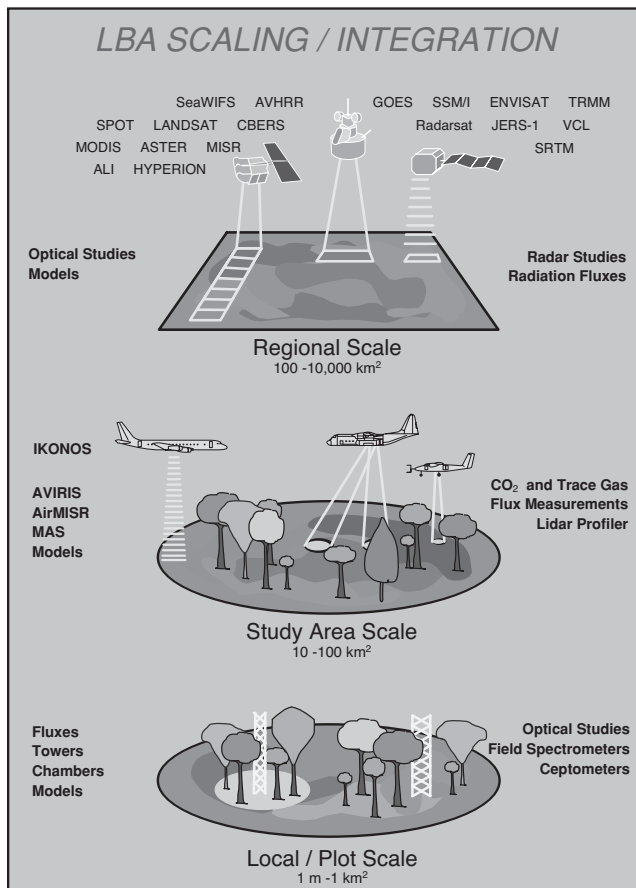 LBA SCALING / INTEGRATION
SeaWIFS AVHRR
SPOT LANDSAT CBERS
MODIS ASTER MISR
ALI HYPERION
GOES SSM/I ENVISAT TRMM
Radarsat JERS-1 VCL
SRTM
Optical Studies
Models
Radar Studies
Radiation Fluxes
Regional Scale
100 -10,000 km²
IKONOS
AVIRIS
AirMISR
MAS
Models
CO₂ and Trace Gas
Flux Measurements
Lidar Profiler
Study Area Scale
10 -100 km²
Fluxes
Towers
Chambers
Models
Optical Studies
Field Spectrometers
Ceptometers
Local / Plot Scale
1 m -1 km²